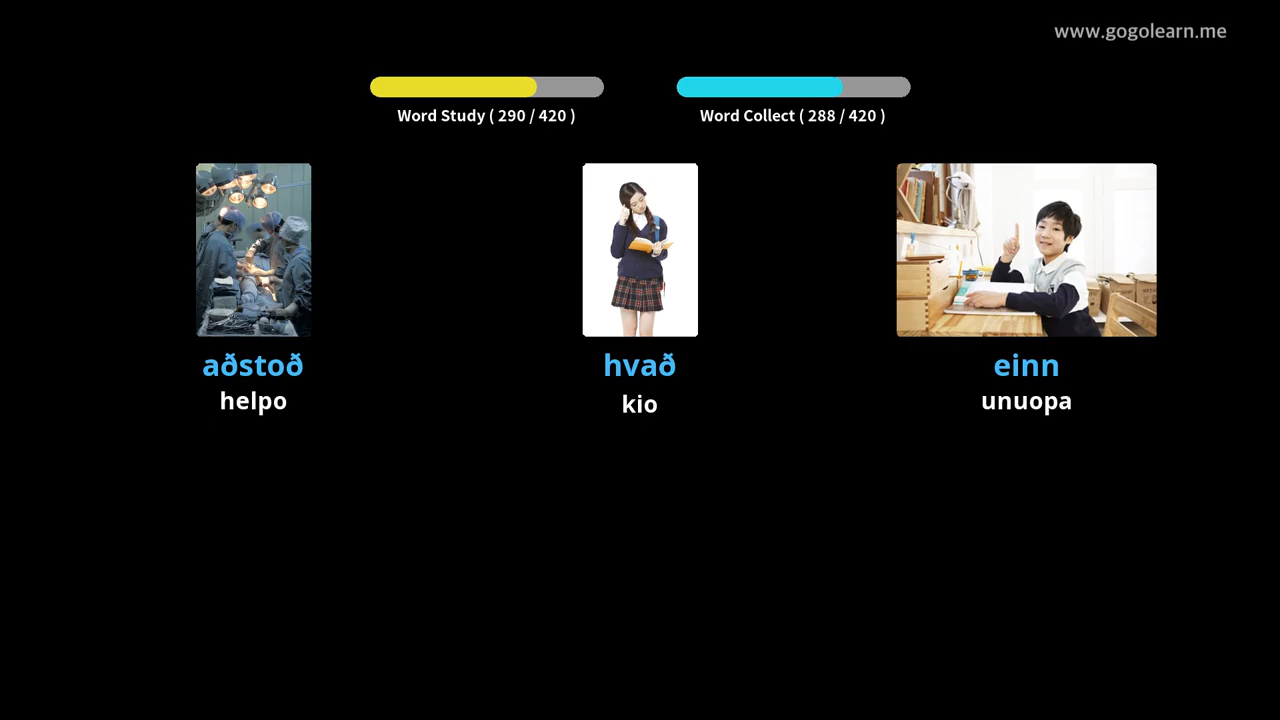 www.gogolearn.me
Word Study ( 290 / 420 )
Word Collect ( 288 / 420 )
aðstoð
helpo
hvað
kio
einn
unuopa